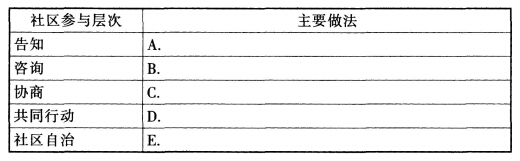 社区参与层次 主要做法
告知 A.
咨询 B.
协商 C.
共同行动 D.
社区自治 E.